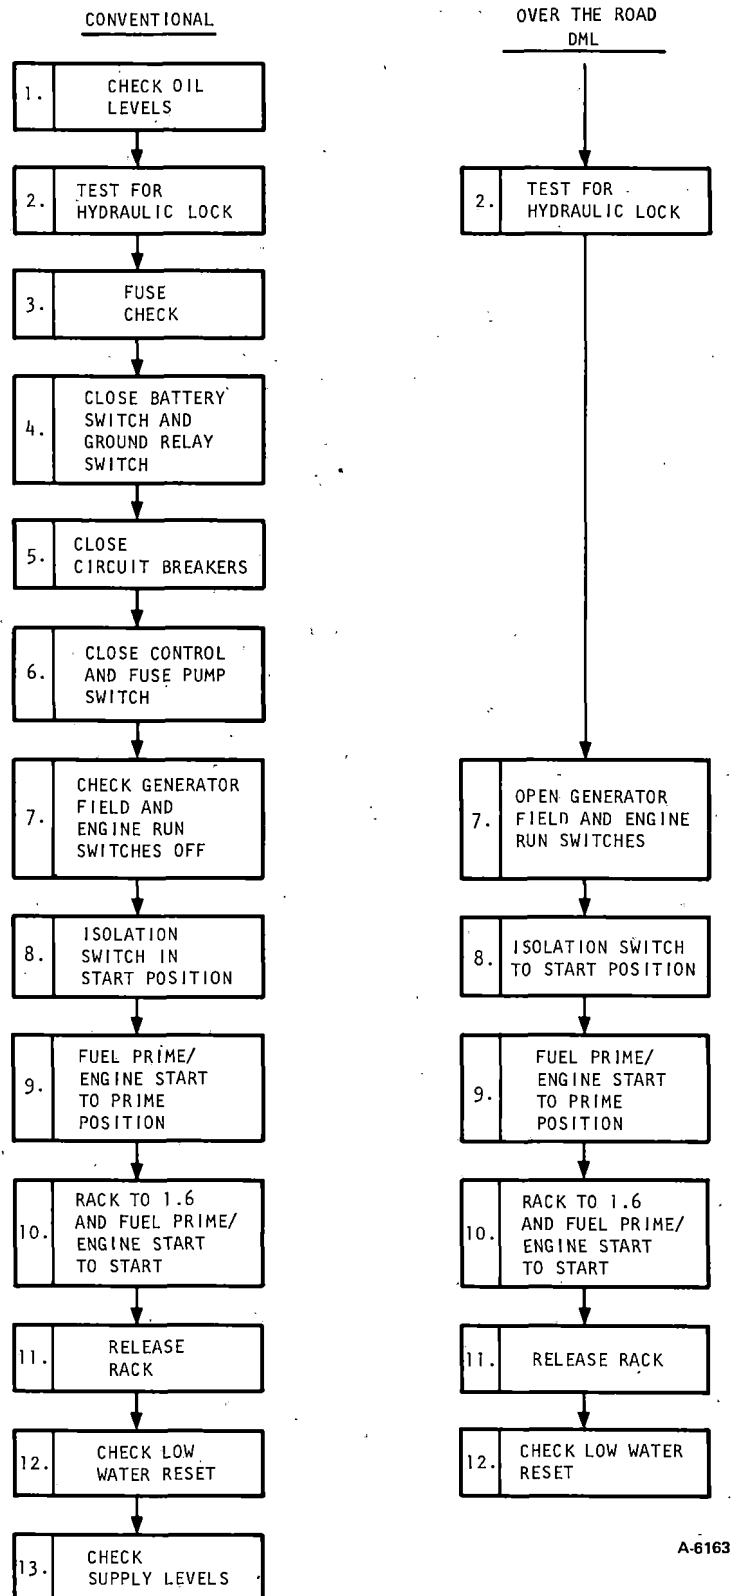 CONVENTIONAL
1.
CHECK OIL
LEVELS
2.
TEST FOR
HYDRAULIC LOCK
3.
FUSE
CHECK
4.
CLOSE BATTERY
SWITCH AND
GROUND RELAY
SWITCH
5.
CLOSE
CIRCUIT BREAKERS
6.
CLOSE CONTROL
AND FUSE PUMP
SWITCH
7.
CHECK GENERATOR
FIELD AND
ENGINE RUN
SWITCHES OFF
8.
ISOLATION
SWITCH IN
START POSITION
9.
FUEL PRIME/
ENGINE START
TO PRIME
POSITION
10.
RACK TO 1.6
AND FUEL PRIME/
ENGINE START
TO START
11.
RELEASE
RACK
12.
CHECK LOW
WATER RESET
13.
CHECK
SUPPLY LEVELS
OVER THE ROAD
DML
2.
TEST FOR
HYDRAULIC LOCK
7.
OPEN GENERATOR
FIELD AND ENGINE
RUN SWITCHES
8.
ISOLATION SWITCH
TO START POSITION
9.
FUEL PRIME/
ENGINE START
TO PRIME
POSITION
10.
RACK TO 1.6
AND FUEL PRIME/
ENGINE START
TO START
11.
RELEASE RACK
12.
CHECK LOW WATER
RESET
A-6163